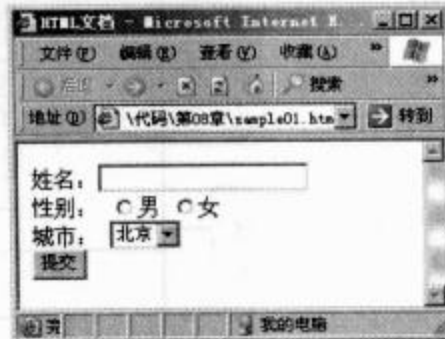 HTML文档 - Microsoft Internet E...
文件(F) 编辑(E) 查看(V) 收藏(A) »
后退 搜索 »
地址(D) \代码\第08章\sample01.htm 转到
姓名：
性别： 男 女
城市： 北京
提交
完 我的电脑